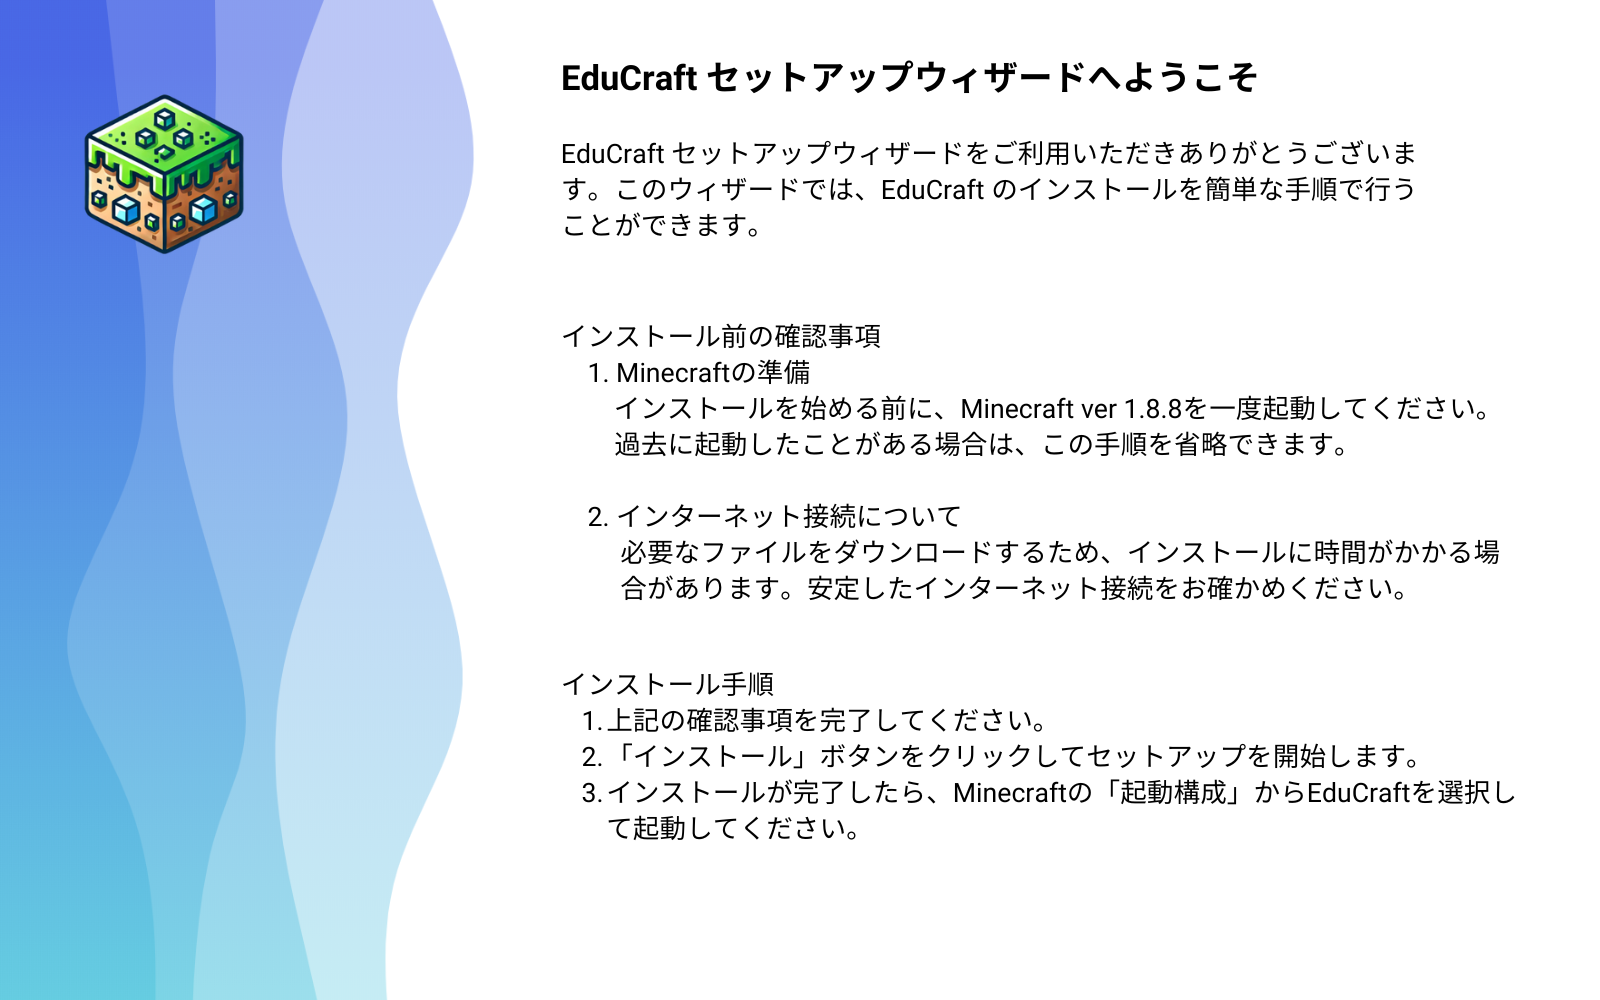 EduCraft セットアップウィザードへようこそ
EduCraft セットアップウィザードをご利用いただきありがとうございま
す。このウィザードでは、EduCraft のインストールを簡単な手順で行う
ことができます。
インストール前の確認事項
1. Minecraftの準備
インストールを始める前に、Minecraft ver 1.8.8を一度起動してください。
過去に起動したことがある場合は、この手順を省略できます。
2. インターネット接続について
必要なファイルをダウンロードするため、インストールに時間がかかる場
合があります。安定したインターネット接続をお確かめください。
インストール手順
1. 上記の確認事項を完了してください。
2. 「インストール」ボタンをクリックしてセットアップを開始します。
3. インストールが完了したら、Minecraftの「起動構成」からEduCraftを選択し
て起動してください。